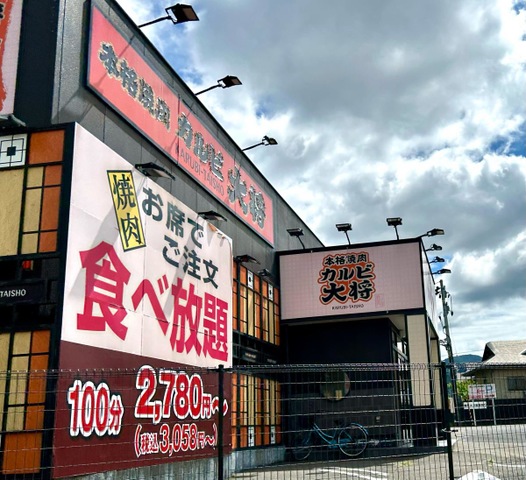 本格焼肉 カルビ 大将
KARUBI-TAISHO
焼肉
お席で
ご注文
食べ放題
100分
2,780円〜
(税込3,058円〜)
TAISHO
本格焼肉
カルビ
大将
KARUBI-TAISHO